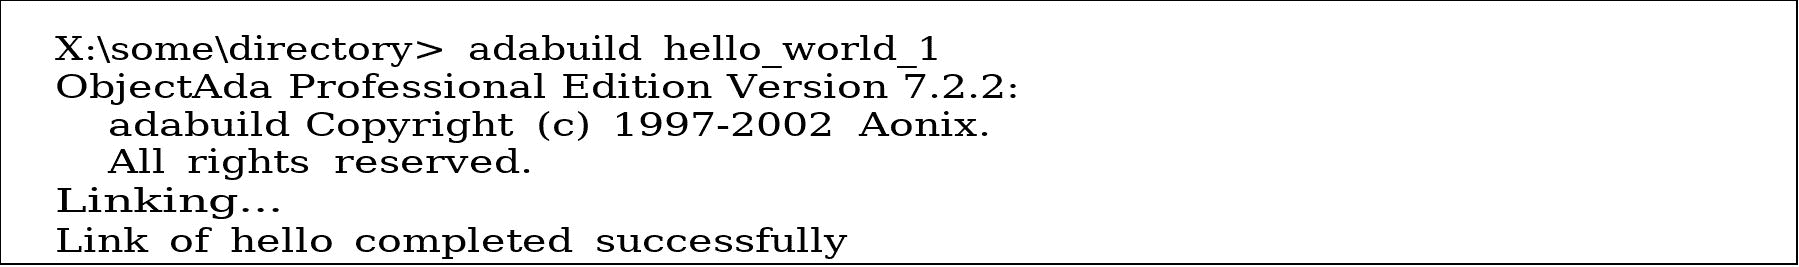 X:\some\directory> adabuild hello_world_1
ObjectAda Professional Edition Version 7.2.2:
adabuild Copyright (c) 1997-2002 Aonix.
All rights reserved.
Linking...
Link of hello completed successfully